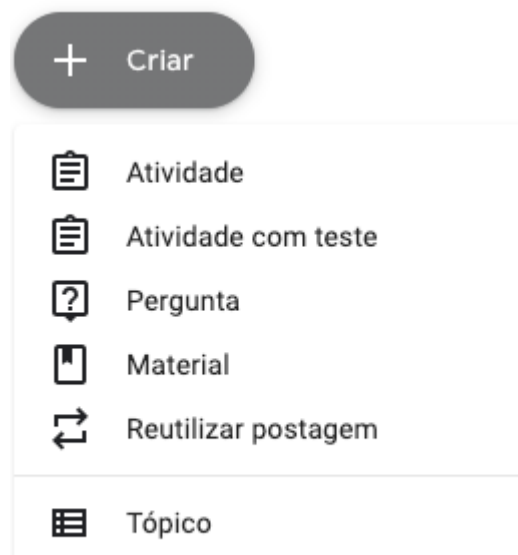 Criar
Atividade
Atividade com teste
Pergunta
Material
Reutilizar postagem
Tópico